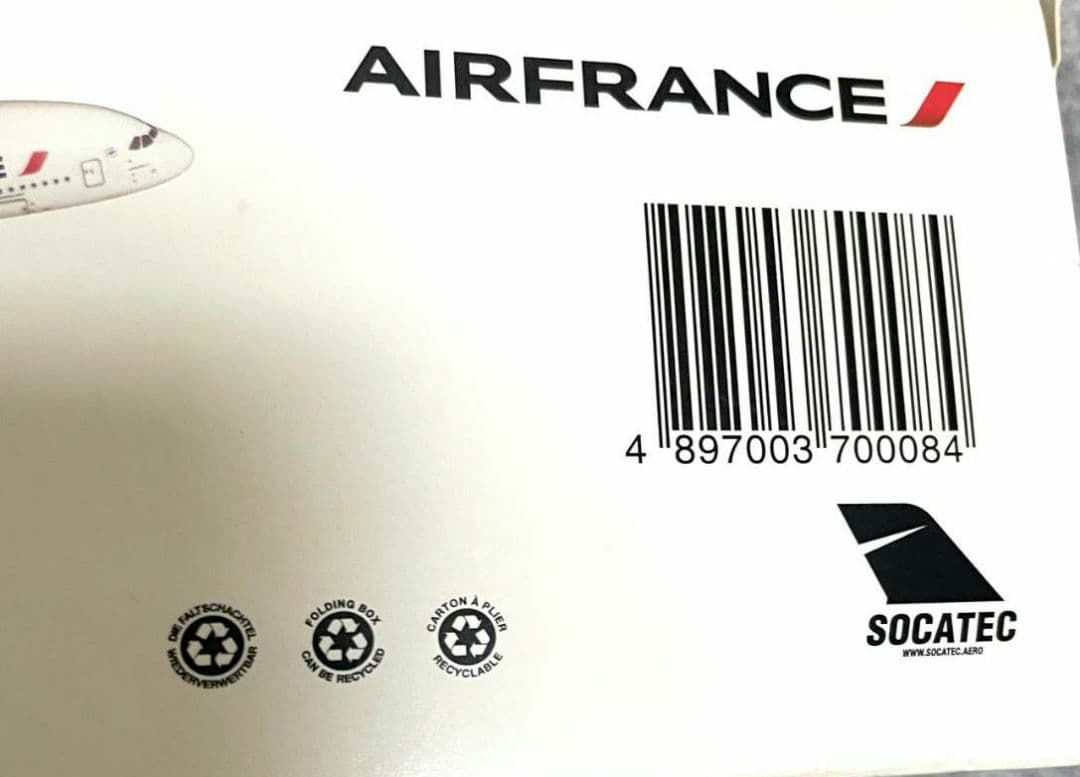 AIRFRANCE
E
4 897003 700084
DIE FALTSCHACHTEL
WIEDERVERWERTBAR
FOLDING BOX
CAN BE RECYCLED
CARTON À PLIER
RECYCLABLE
SOCATEC
WWW.SOCATEC.AERO